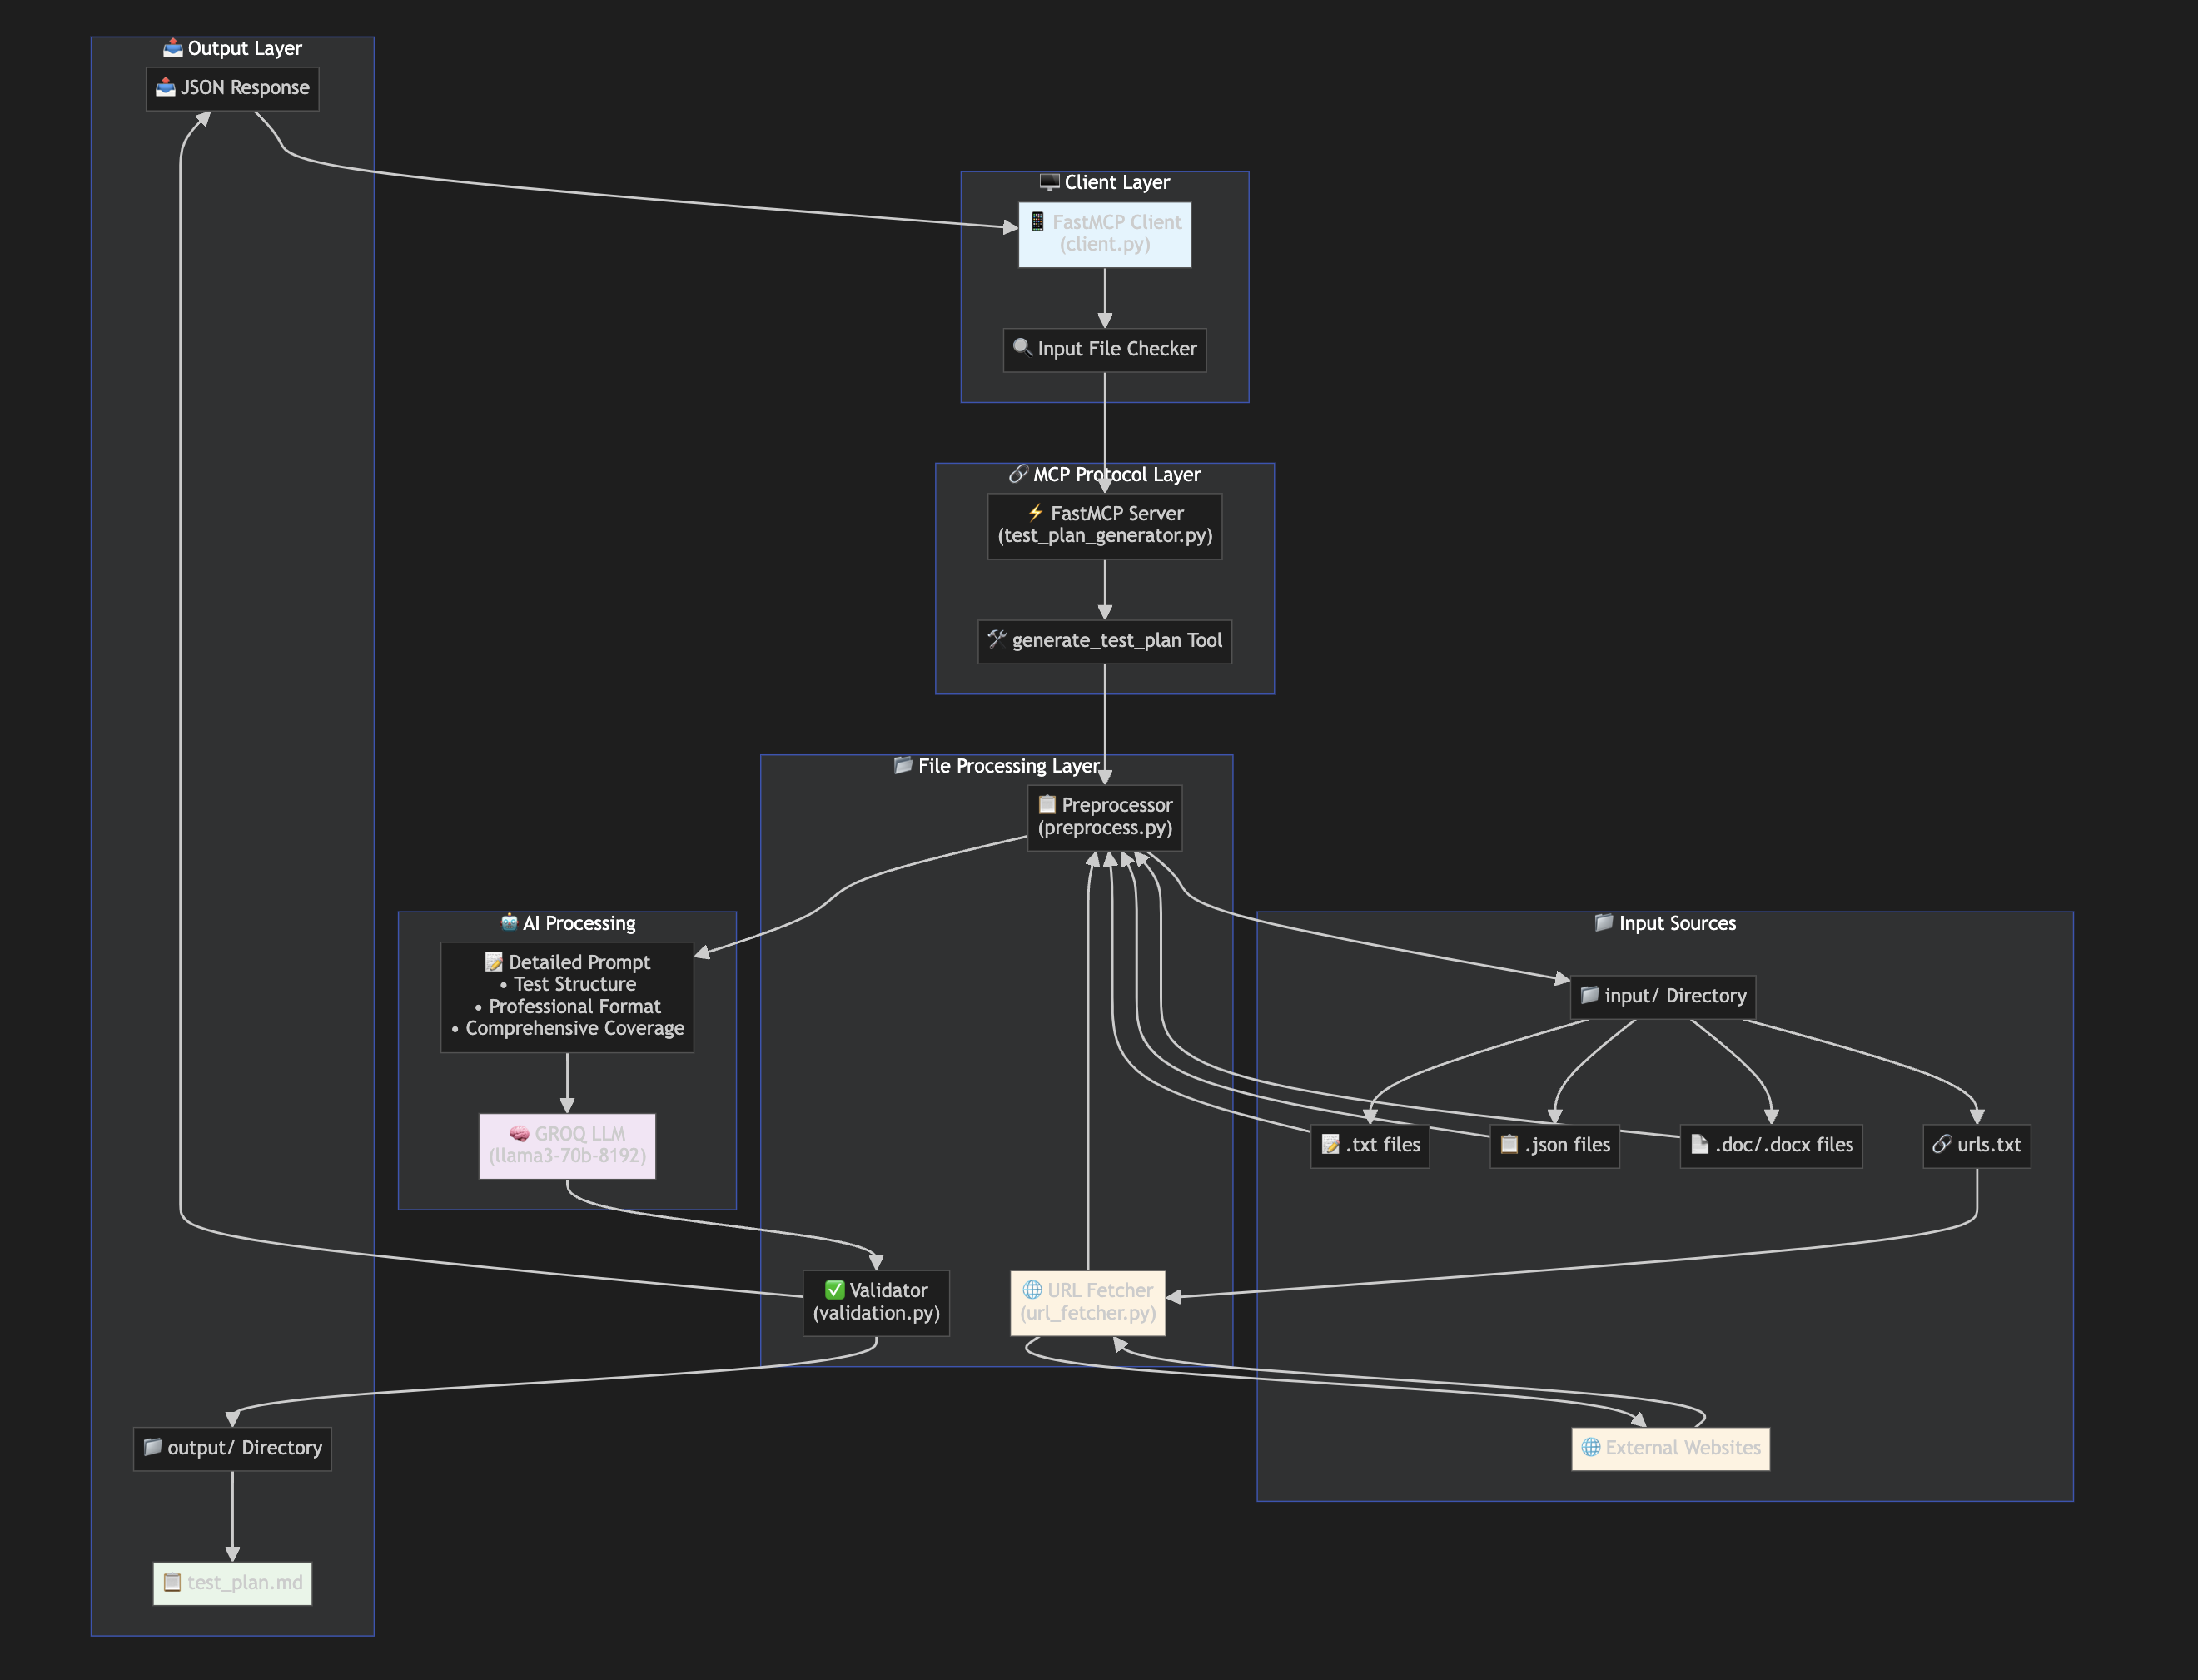 Output Layer
JSON Response
Client Layer
FastMCP Client
(client.py)
Input File Checker
MCP Protocol Layer
FastMCP Server
(test_plan_generator.py)
generate_test_plan Tool
File Processing Layer
Preprocessor
(preprocess.py)
AI Processing
Detailed Prompt
• Test Structure
• Professional Format
• Comprehensive Coverage
GROQ LLM
(llama3-70b-8192)
Input Sources
input/ Directory
.txt files
.json files
.doc/.docx files
urls.txt
Validator
(validation.py)
URL Fetcher
(url_fetcher.py)
External Websites
output/ Directory
test_plan.md